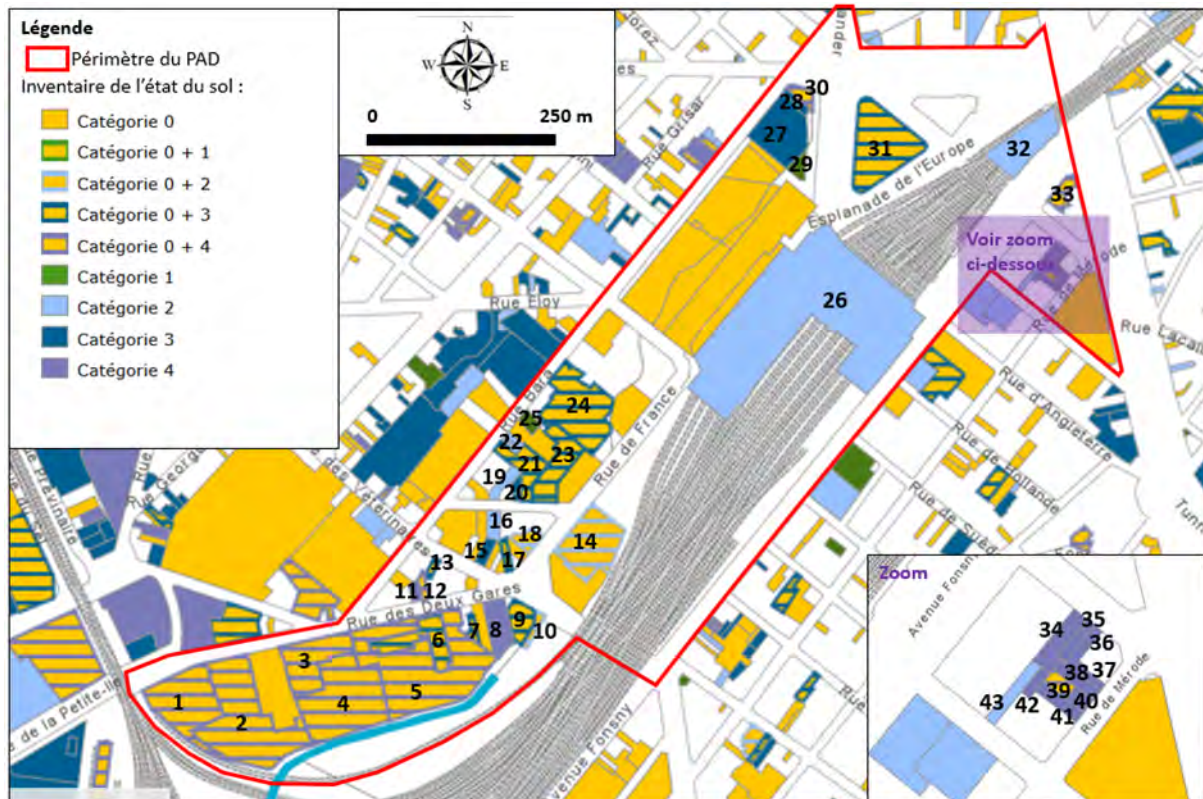 Légende
Périmètre du PAD
Inventaire de l'état du sol :
Catégorie 0
Catégorie 0 + 1
Catégorie 0 + 2
Catégorie 0 + 3
Catégorie 0 + 4
Catégorie 1
Catégorie 2
Catégorie 3
Catégorie 4
N
W E
S
0 250 m
Rue Grisar
30
28
27
29
31
32
33
Esplanade de l'Europe
Voir zoom
ci-dessous
Rue de Mérode
26
Rue Eloy
Rue Bara
Rue de France
24
25
22
23
21
19
20
16
18
14
15
17
13
11
12
Rue d'Angleterre
Rue de Hollande
Rue des Deux Gares
9
10
8
7
6
3
5
4
1
2
Avenue Fonsny
Zoom
Avenue Fonsny
35
34
36
37
38
39
40
43
42
41
Rue de Mérode